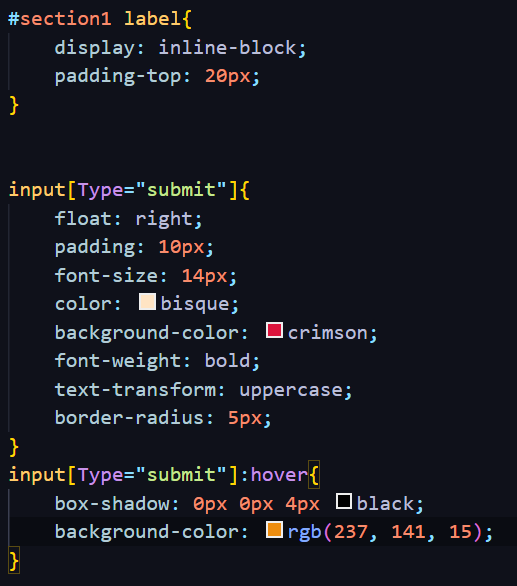 #section1 label{
    display: inline-block;
    padding-top: 20px;
}
input[Type="submit"]{
    float: right;
    padding: 10px;
    font-size: 14px;
    color: bisque;
    background-color: crimson;
    font-weight: bold;
    text-transform: uppercase;
    border-radius: 5px;
}
input[Type="submit"]:hover{
    box-shadow: 0px 0px 4px black;
    background-color: rgb(237, 141, 15);
}